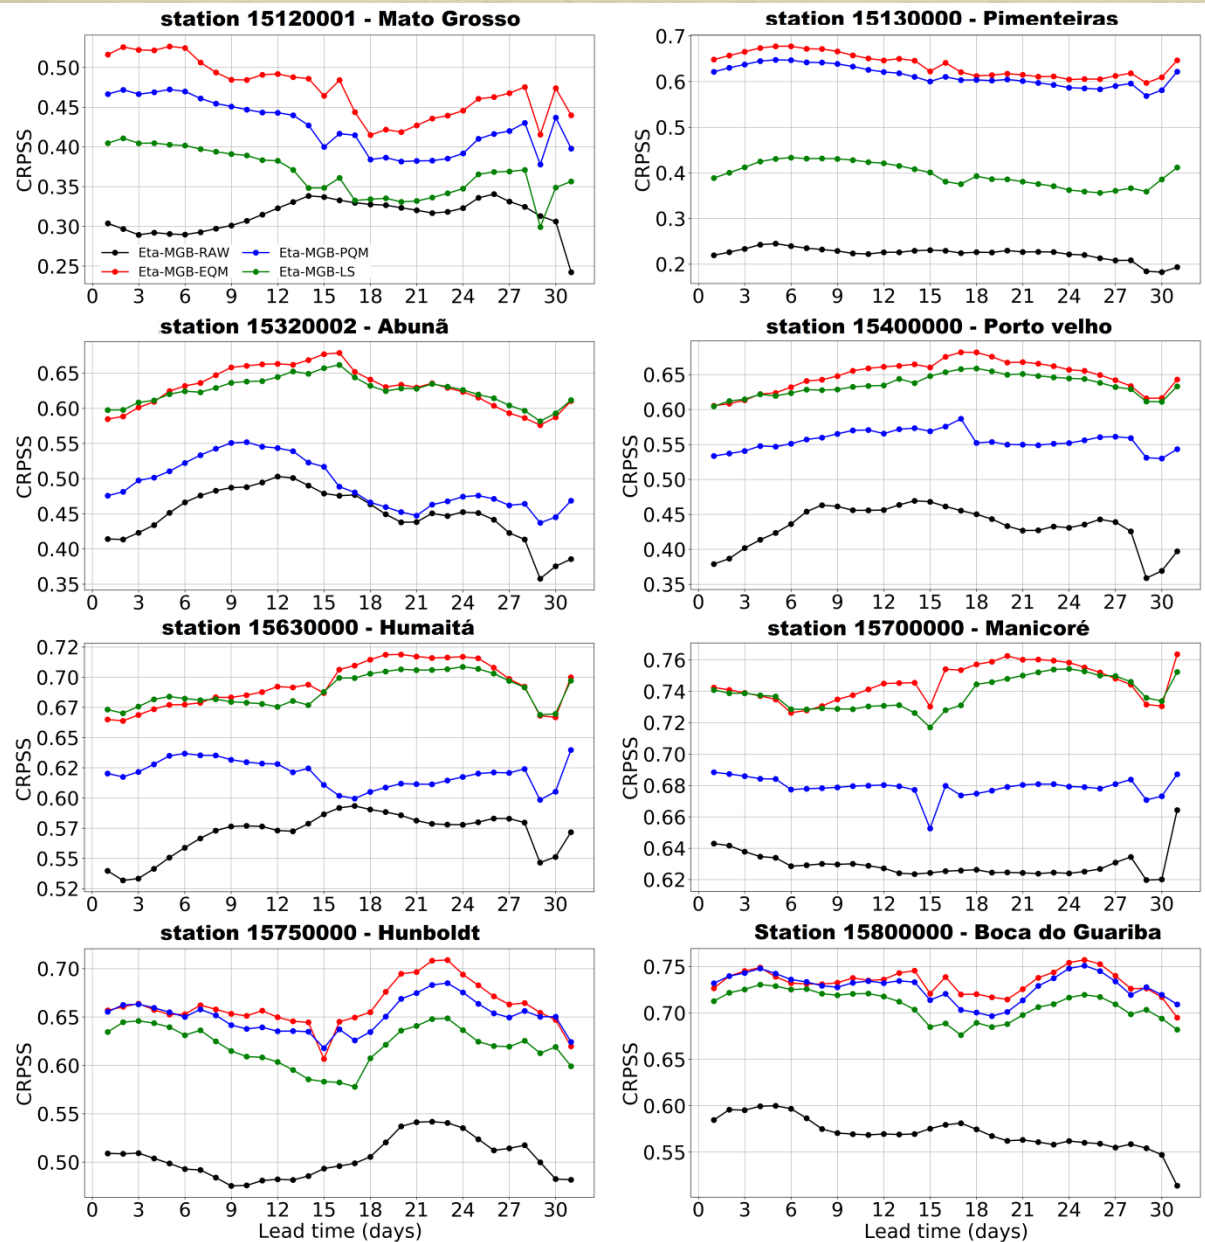 station 15120001 - Mato Grosso
CRPSS
0.50
0.45
0.40
0.35
0.30
0.25
Eta-MGB-RAW
Eta-MGB-PQM
Eta-MGB-EQM
Eta-MGB-LS
0 3 6 9 12 15 18 21 24 27 30
station 15130000 - Pimenteiras
CRPSS
0.7
0.6
0.5
0.4
0.3
0.2
0 3 6 9 12 15 18 21 24 27 30
station 15320002 - Abunã
CRPSS
0.65
0.60
0.55
0.50
0.45
0.40
0.35
0 3 6 9 12 15 18 21 24 27 30
station 15400000 - Porto velho
CRPSS
0.65
0.60
0.55
0.50
0.45
0.40
0.35
0 3 6 9 12 15 18 21 24 27 30
station 15630000 - Humaitá
CRPSS
0.72
0.70
0.67
0.65
0.62
0.60
0.57
0.55
0.52
0 3 6 9 12 15 18 21 24 27 30
station 15700000 - Manicoré
CRPSS
0.76
0.74
0.72
0.70
0.68
0.66
0.64
0.62
0 3 6 9 12 15 18 21 24 27 30
station 15750000 - Hunboldt
CRPSS
0.70
0.65
0.60
0.55
0.50
0 3 6 9 12 15 18 21 24 27 30
Lead time (days)
Station 15800000 - Boca do Guariba
CRPSS
0.75
0.70
0.65
0.60
0.55
0 3 6 9 12 15 18 21 24 27 30
Lead time (days)